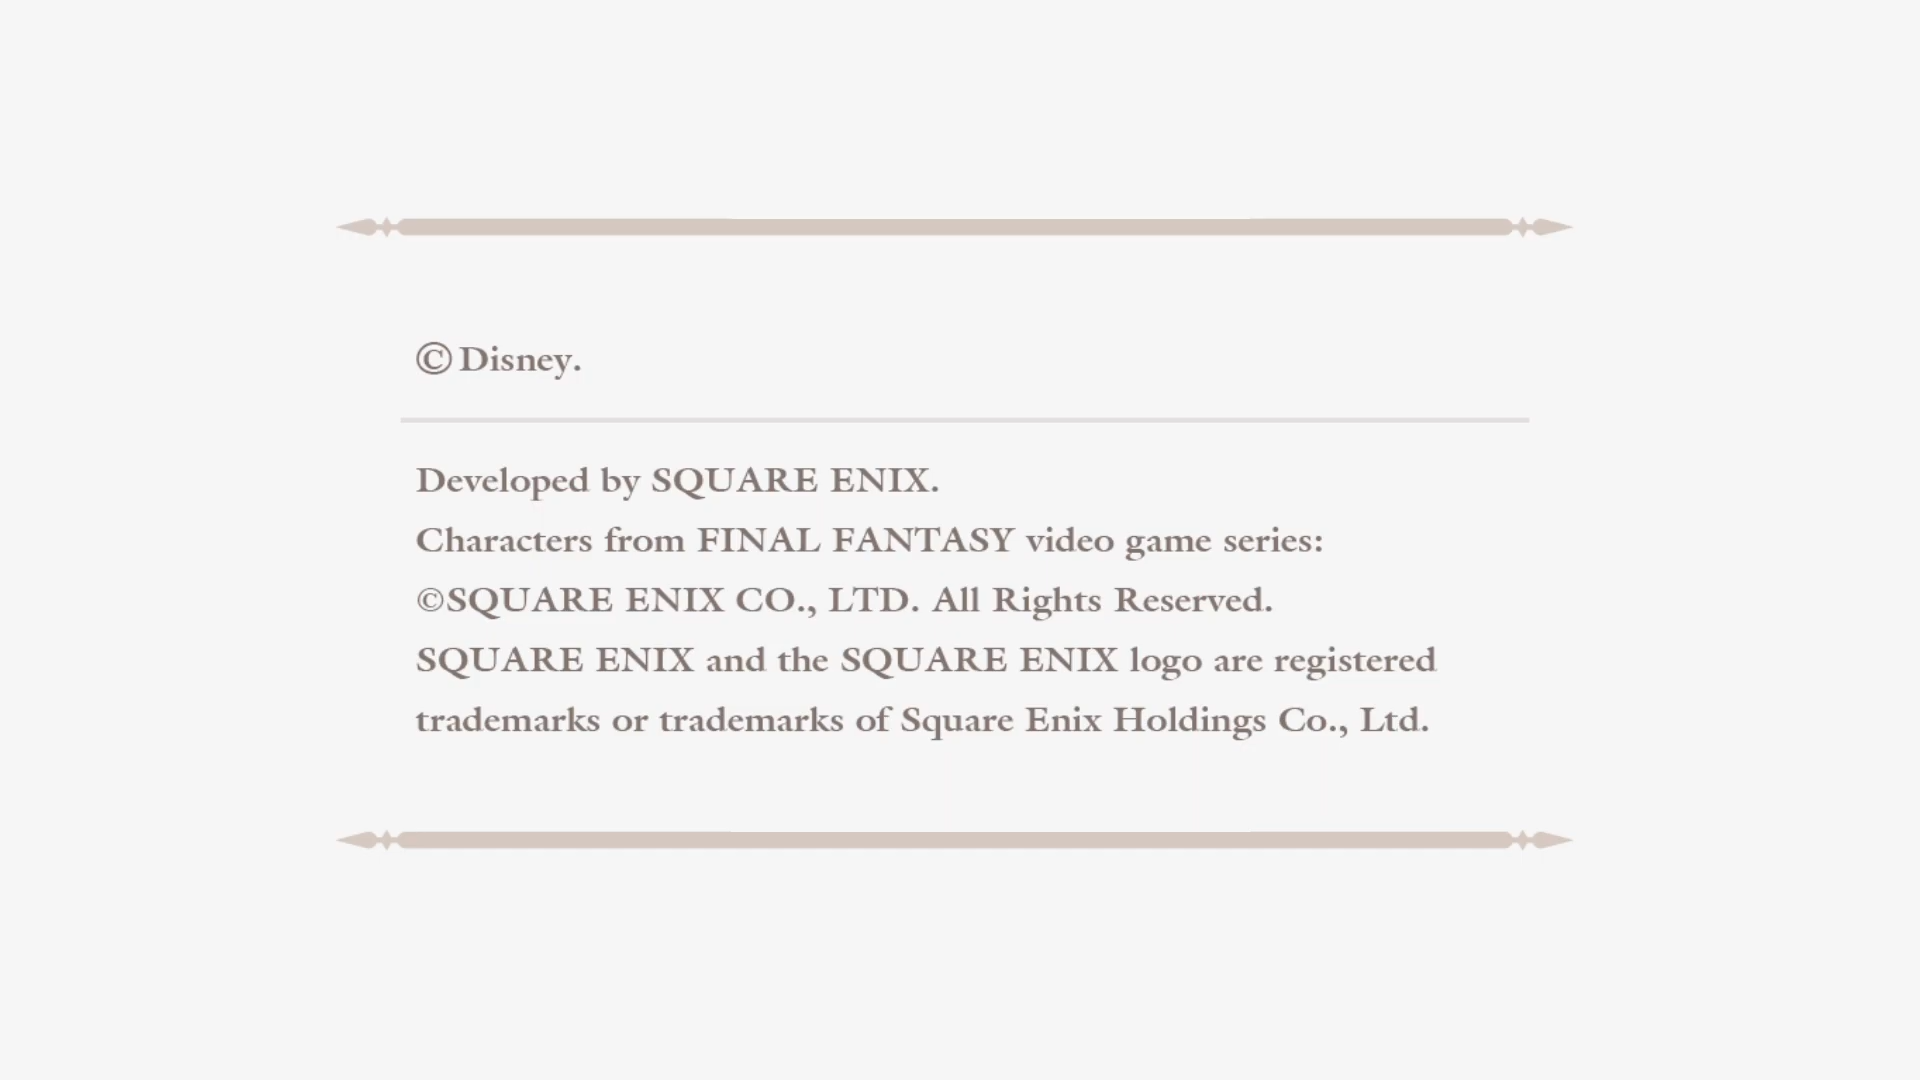 © Disney.
Developed by SQUARE ENIX.
Characters from FINAL FANTASY video game series:
©SQUARE ENIX CO., LTD. All Rights Reserved.
SQUARE ENIX and the SQUARE ENIX logo are registered
trademarks or trademarks of Square Enix Holdings Co., Ltd.